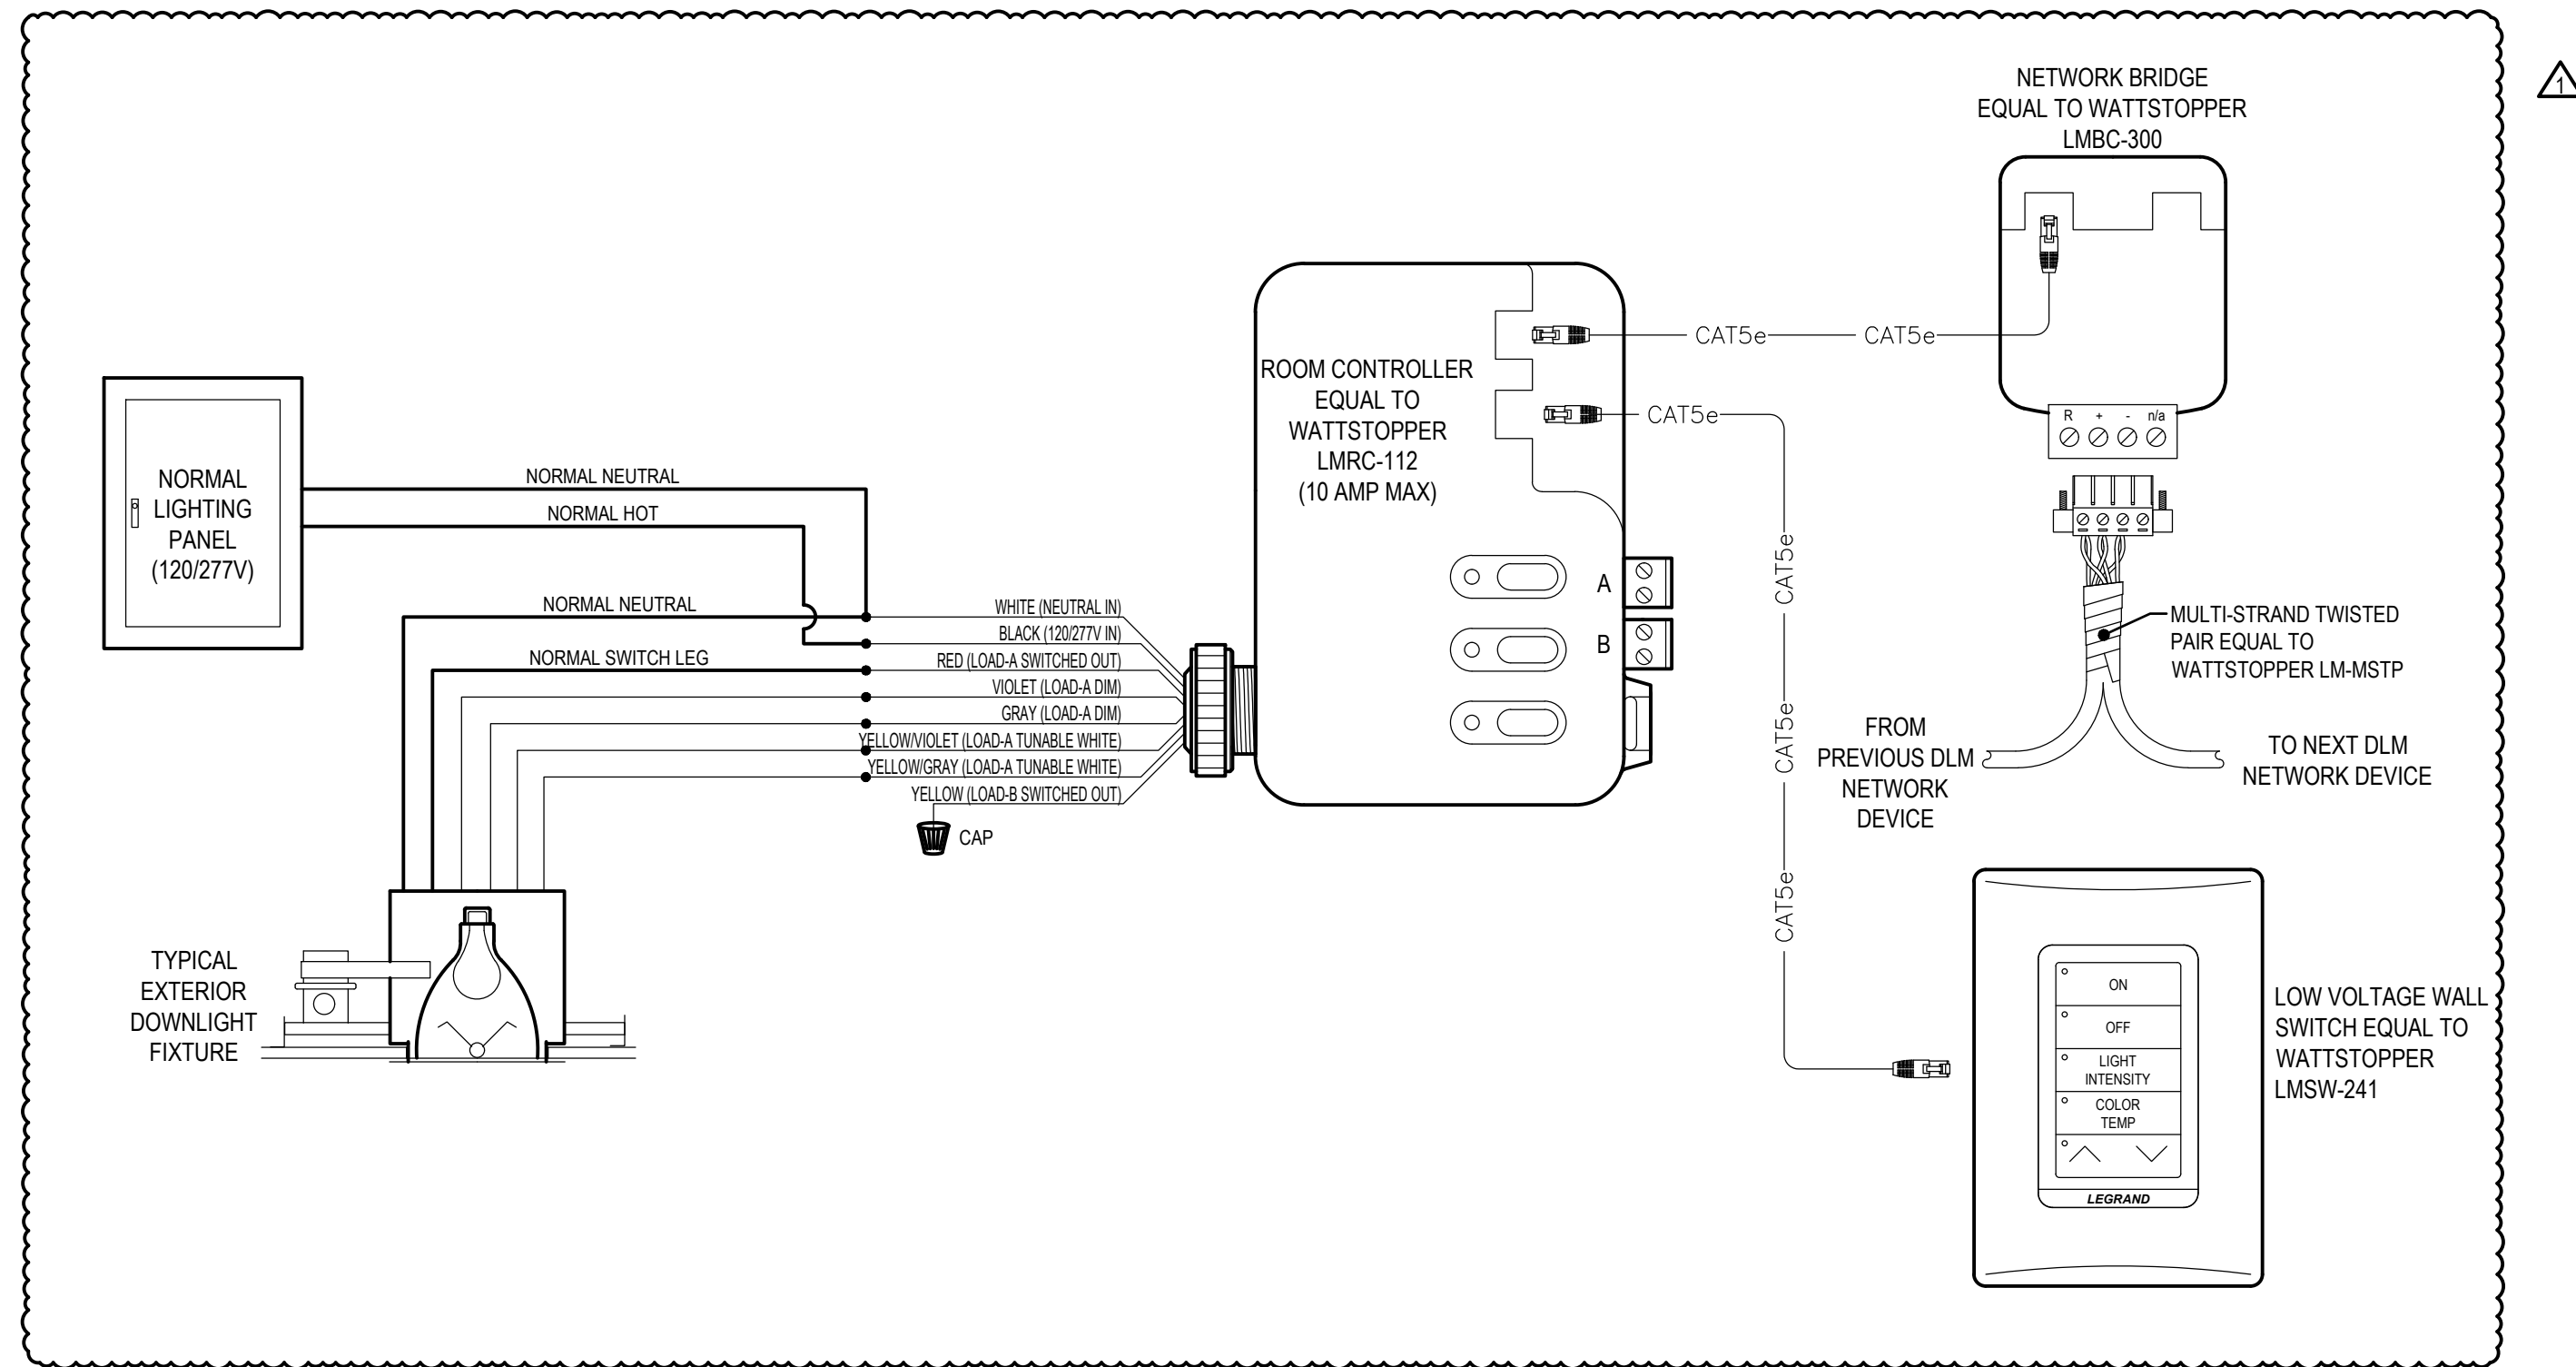 NETWORK BRIDGE
EQUAL TO WATTSTOPPER
LMBC-300
1
R + - n/a
ROOM CONTROLLER
EQUAL TO
WATTSTOPPER
LMRC-112
(10 AMP MAX)
CAT5e CAT5e
CAT5e
CAT5e
CAT5e
CAT5e
CAT5e
A
B
NORMAL
LIGHTING
PANEL
(120/277V)
NORMAL NEUTRAL
NORMAL HOT
NORMAL NEUTRAL
NORMAL SWITCH LEG
WHITE (NEUTRAL IN)
BLACK (120/277V IN)
RED (LOAD-A SWITCHED OUT)
VIOLET (LOAD-A DIM)
GRAY (LOAD-A DIM)
YELLOW/VIOLET (LOAD-A TUNABLE WHITE)
YELLOW/GRAY (LOAD-A TUNABLE WHITE)
YELLOW (LOAD-B SWITCHED OUT)
CAP
MULTI-STRAND TWISTED
PAIR EQUAL TO
WATTSTOPPER LM-MSTP
FROM
PREVIOUS DLM
NETWORK
DEVICE
TO NEXT DLM
NETWORK DEVICE
TYPICAL
EXTERIOR
DOWNLIGHT
FIXTURE
ON
OFF
LIGHT
INTENSITY
COLOR
TEMP
LEGRAND
LOW VOLTAGE WALL
SWITCH EQUAL TO
WATTSTOPPER
LMSW-241